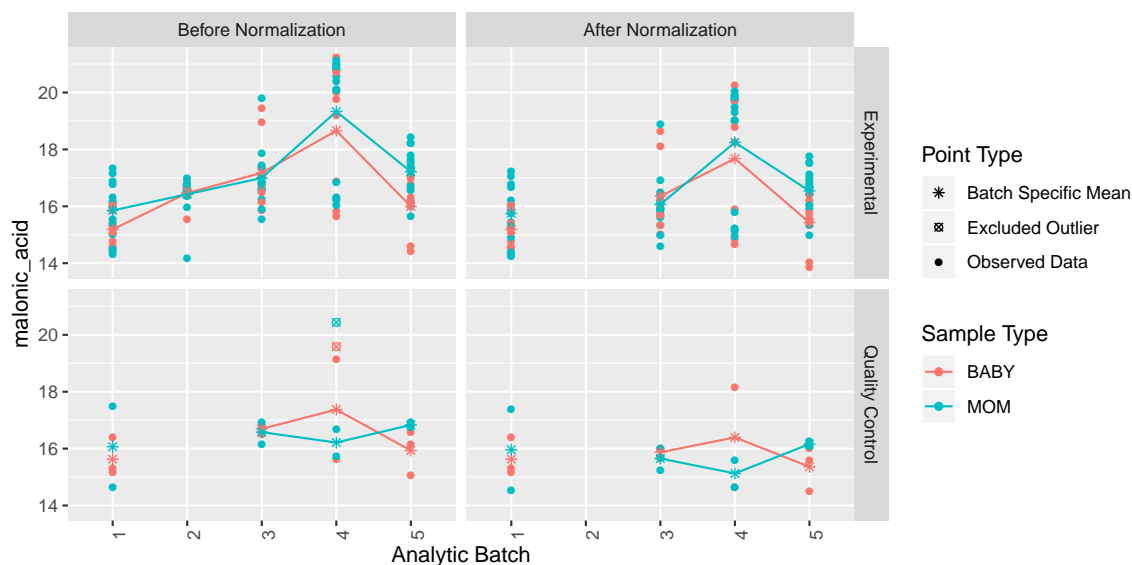 Before Normalization
After Normalization
Experimental
Quality Control
malonic_acid
20
18
16
14
20
18
16
14
1
2
3
4
5
1
2
3
4
5
Analytic Batch
Point Type
Batch Specific Mean
Excluded Outlier
Observed Data
Sample Type
BABY
MOM